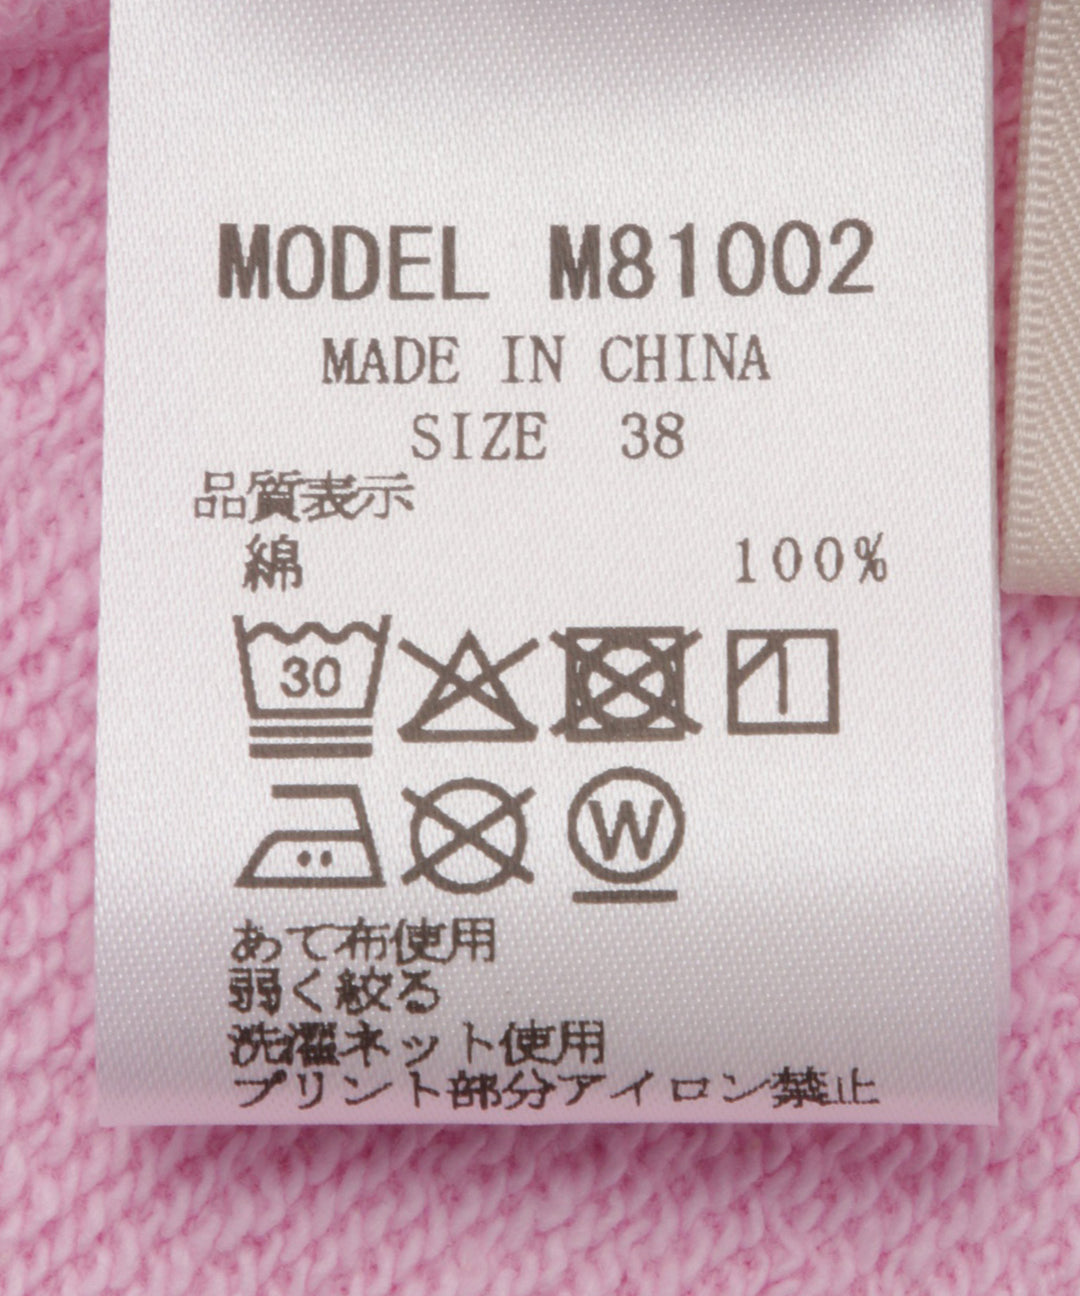 MODEL M81002
MADE IN CHINA
SIZE 38
品質表示
綿 100%
30
W
あて布使用
弱く絞る
洗濯ネット使用
プリント部分アイロン禁止